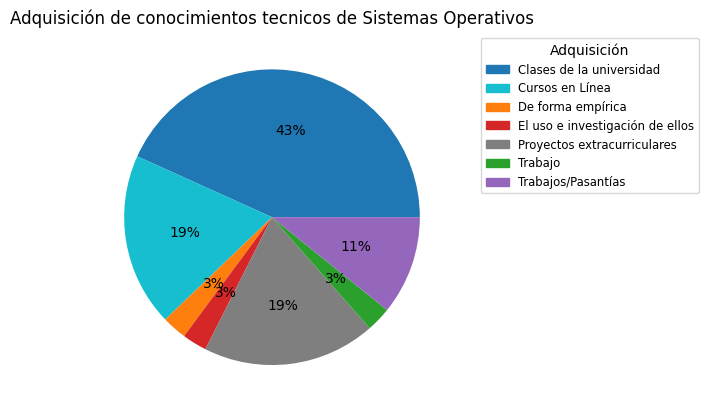 Adquisición de conocimientos tecnicos de Sistemas Operativos
Adquisición
Clases de la universidad
Cursos en Línea
De forma empírica
El uso e investigación de ellos
Proyectos extracurriculares
Trabajo
Trabajos/Pasantías
43%
19%
3%
3%
19%
3%
11%